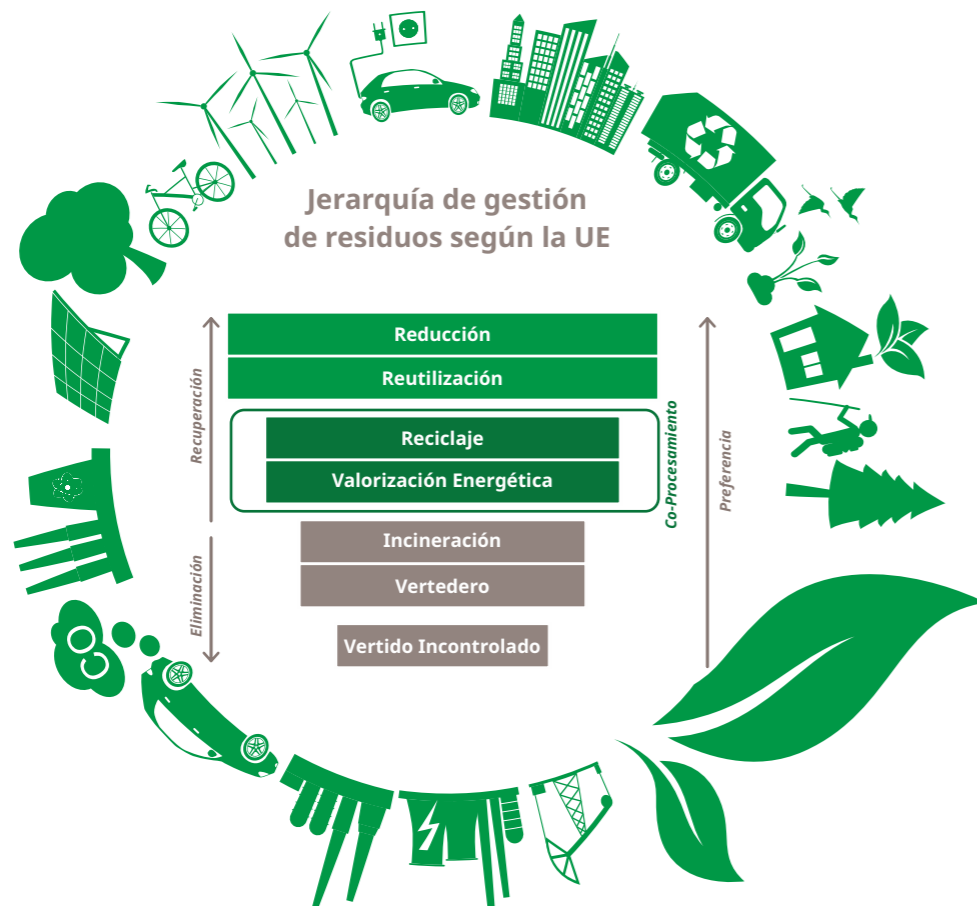 Jerarquía de gestión
de residuos según la UE
Reducción
Reutilización
Reciclaje
Valorización Energética
Incineración
Vertedero
Vertido Incontrolado
Recuperación
Eliminación
Co-Procesamiento
Preferencia
CO